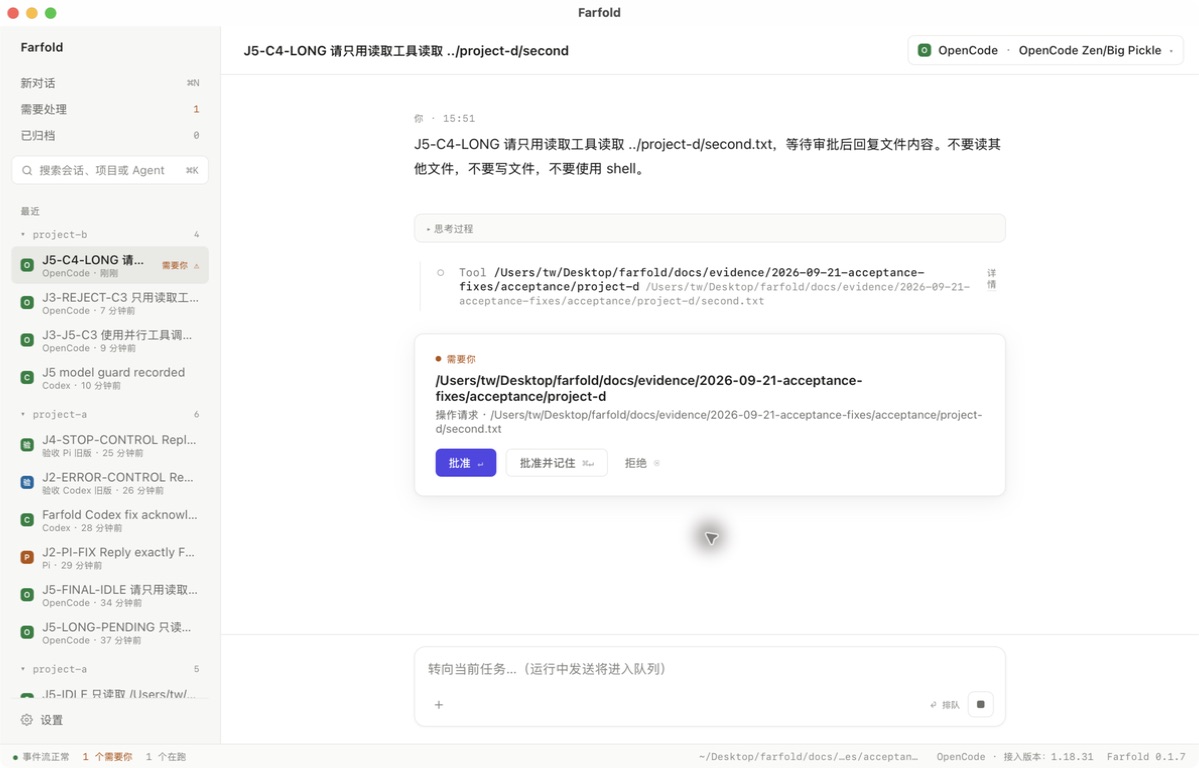 Farfold
Farfold
新对话 ⌘N
需要处理 1
已归档 0
搜索会话、项目或 Agent ⌘K
最近
project-b 4
J5-C4-LONG 请... 需要你
OpenCode · 刚刚
J3-REJECT-C3 只用读取工...
OpenCode · 7 分钟前
J3-J5-C3 使用并行工具调...
OpenCode · 9 分钟前
J5 model guard recorded
Codex · 10 分钟前
project-a 6
J4-STOP-CONTROL Repl...
验收 Pi 旧版 · 25 分钟前
J2-ERROR-CONTROL Re...
验收 Codex 旧版 · 26 分钟前
Farfold Codex fix acknowl...
Codex · 28 分钟前
J2-PI-FIX Reply exactly F...
Pi · 29 分钟前
J5-FINAL-IDLE 请只用读取...
OpenCode · 34 分钟前
J5-LONG-PENDING 只读...
OpenCode · 37 分钟前
project-a 5
J5-IDLE 只读取 /Users/tw/...
设置
J5-C4-LONG 请只用读取工具读取 ../project-d/second
OpenCode · OpenCode Zen/Big Pickle
你 · 15:51
J5-C4-LONG 请只用读取工具读取 ../project-d/second.txt，等待审批后回复文件内容。不要读其
他文件，不要写文件，不要使用 shell。
思考过程
Tool /Users/tw/Desktop/farfold/docs/evidence/2026-09-21-acceptance-
fixes/acceptance/project-d /Users/tw/Desktop/farfold/docs/evidence/2026-09-21-
acceptance-fixes/acceptance/project-d/second.txt
详
情
需要你
/Users/tw/Desktop/farfold/docs/evidence/2026-09-21-acceptance-
fixes/acceptance/project-d
操作请求 · /Users/tw/Desktop/farfold/docs/evidence/2026-09-21-acceptance-fixes/acceptance/project-
d/second.txt
批准 ↵ 批准并记住 ⌘↵ 拒绝
转向当前任务…（运行中发送将进入队列）
+ 排队
事件流正常 1 个需要你 1 个在跑
~/Desktop/farfold/docs/…es/acceptan… OpenCode · 接入版本: 1.18.31 Farfold 0.1.7